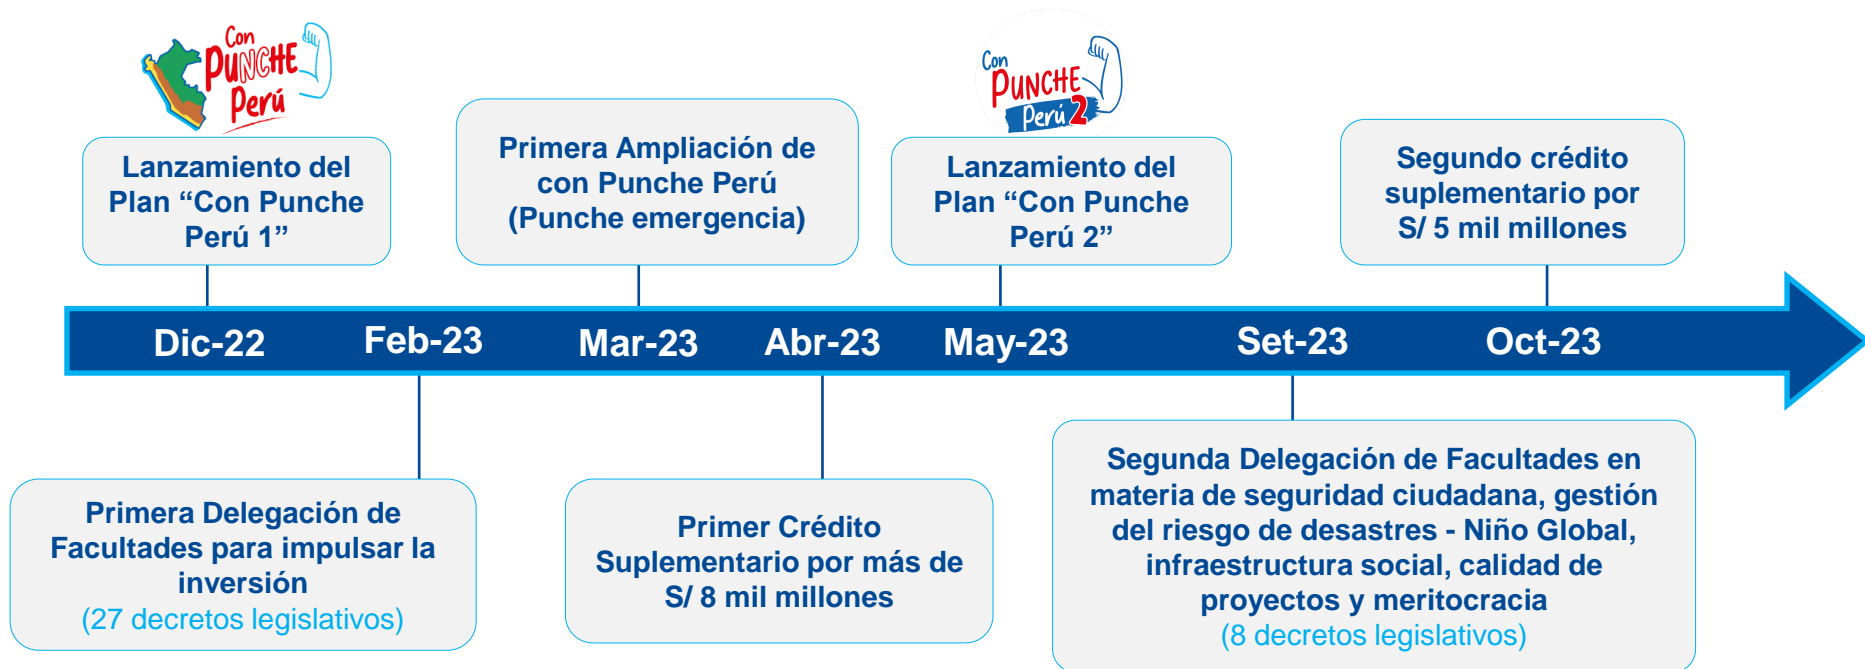 Con
PUNCHE
Perú
Con
PUNCHE
Perú 2
Lanzamiento del
Plan “Con Punche
Perú 1”
Primera Ampliación de
con Punche Perú
(Punche emergencia)
Lanzamiento del
Plan “Con Punche
Perú 2”
Segundo crédito
suplementario por
S/ 5 mil millones
Dic-22
Feb-23
Mar-23
Abr-23
May-23
Set-23
Oct-23
Primera Delegación de
Facultades para impulsar la
inversión
(27 decretos legislativos)
Primer Crédito
Suplementario por más de
S/ 8 mil millones
Segunda Delegación de Facultades en
materia de seguridad ciudadana, gestión
del riesgo de desastres - Niño Global,
infraestructura social, calidad de
proyectos y meritocracia
(8 decretos legislativos)